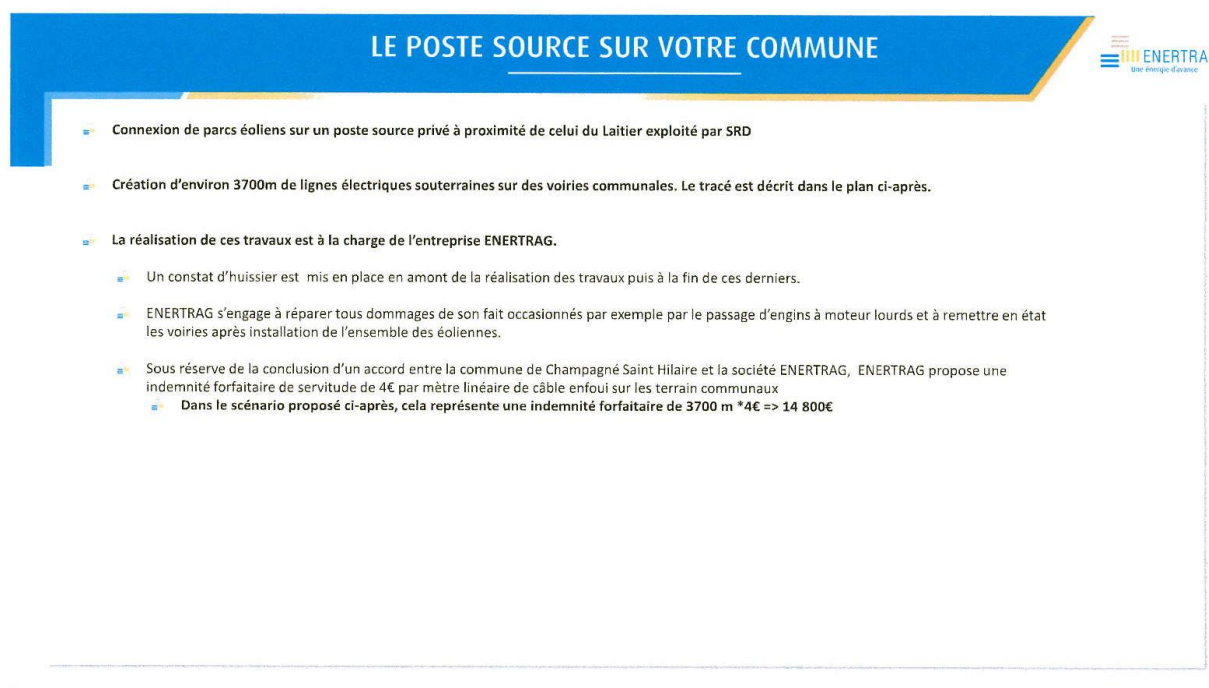 LE POSTE SOURCE SUR VOTRE COMMUNE
ENERTRA
Une énergie d'avance
Connexion de parcs éoliens sur un poste source privé à proximité de celui du Laitier exploité par SRD
Création d'environ 3700m de lignes électriques souterraines sur des voiries communales. Le tracé est décrit dans le plan ci-après.
La réalisation de ces travaux est à la charge de l'entreprise ENERTRAG.
Un constat d'huissier est mis en place en amont de la réalisation des travaux puis à la fin de ces derniers.
ENERTRAG s'engage à réparer tous dommages de son fait occasionnés par exemple par le passage d'engins à moteur lourds et à remettre en état
les voiries après installation de l'ensemble des éoliennes.
Sous réserve de la conclusion d'un accord entre la commune de Champagné Saint Hilaire et la société ENERTRAG, ENERTRAG propose une
indemnité forfaitaire de servitude de 4€ par mètre linéaire de câble enfoui sur les terrain communaux
Dans le scénario proposé ci-après, cela représente une indemnité forfaitaire de 3700 m *4€ => 14 800€